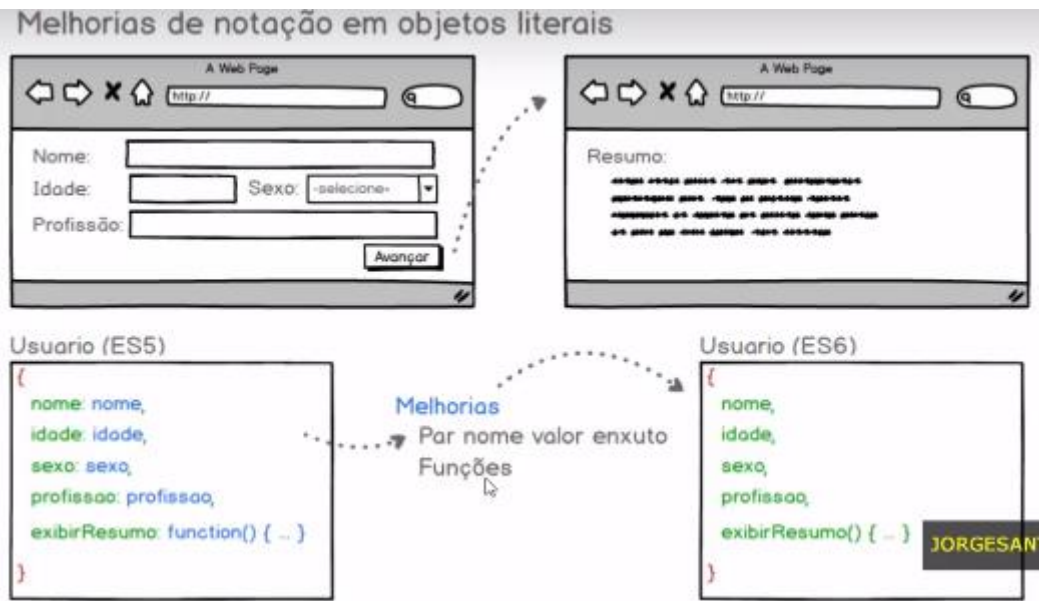 Melhorias de notação em objetos literais
A Web Page
http://
Nome:
Idade:
Sexo: -selecione-
Profissão:
Avançar
A Web Page
http://
Resumo:
Usuario (ES5)
{
nome: nome,
idade: idade,
sexo: sexo,
profissao: profissao,
exibirResumo: function() { ... }
}
Melhorias
Par nome valor enxuto
Funções
Usuario (ES6)
{
nome,
idade,
sexo,
profissao,
exibirResumo() { ... }
}
JORGESAN